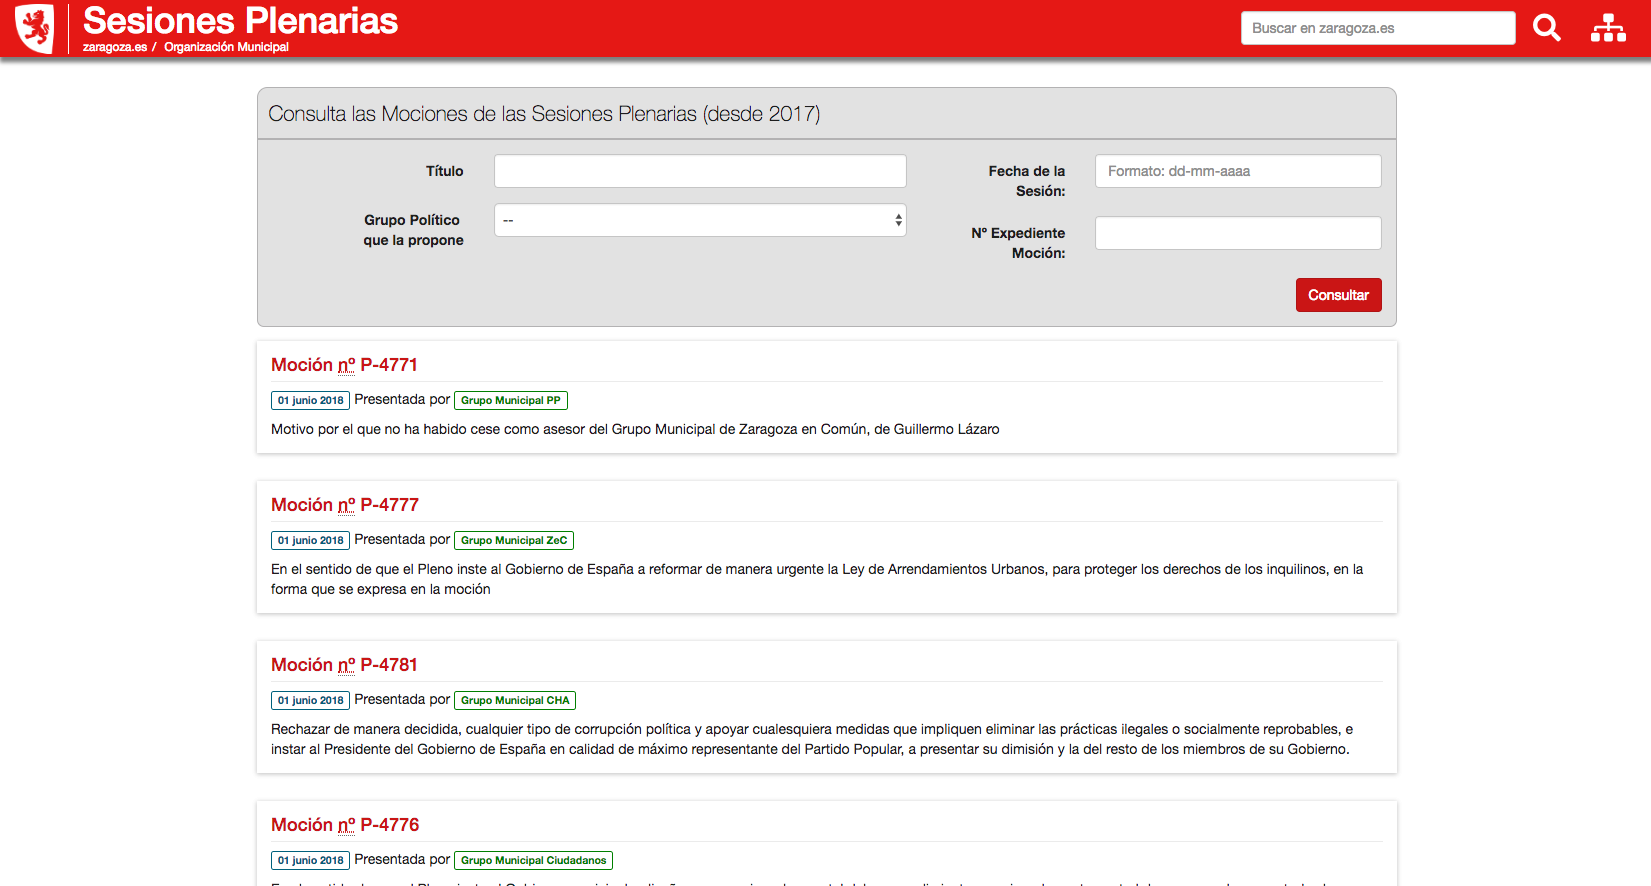 Sesiones Plenarias
zaragoza.es / Organización Municipal
Buscar en zaragoza.es
Consulta las Mociones de las Sesiones Plenarias (desde 2017)
Título
Grupo Político
que la propone
--
Fecha de la
Sesión:
Formato: dd-mm-aaaa
Nº Expediente
Moción:
Consultar
Moción nº P-4771
01 junio 2018 Presentada por Grupo Municipal PP
Motivo por el que no ha habido cese como asesor del Grupo Municipal de Zaragoza en Común, de Guillermo Lázaro
Moción nº P-4777
01 junio 2018 Presentada por Grupo Municipal ZeC
En el sentido de que el Pleno inste al Gobierno de España a reformar de manera urgente la Ley de Arrendamientos Urbanos, para proteger los derechos de los inquilinos, en la
forma que se expresa en la moción
Moción nº P-4781
01 junio 2018 Presentada por Grupo Municipal CHA
Rechazar de manera decidida, cualquier tipo de corrupción política y apoyar cualesquiera medidas que impliquen eliminar las prácticas ilegales o socialmente reprobables, e
instar al Presidente del Gobierno de España en calidad de máximo representante del Partido Popular, a presentar su dimisión y la del resto de los miembros de su Gobierno.
Moción nº P-4776
01 junio 2018 Presentada por Grupo Municipal Ciudadanos